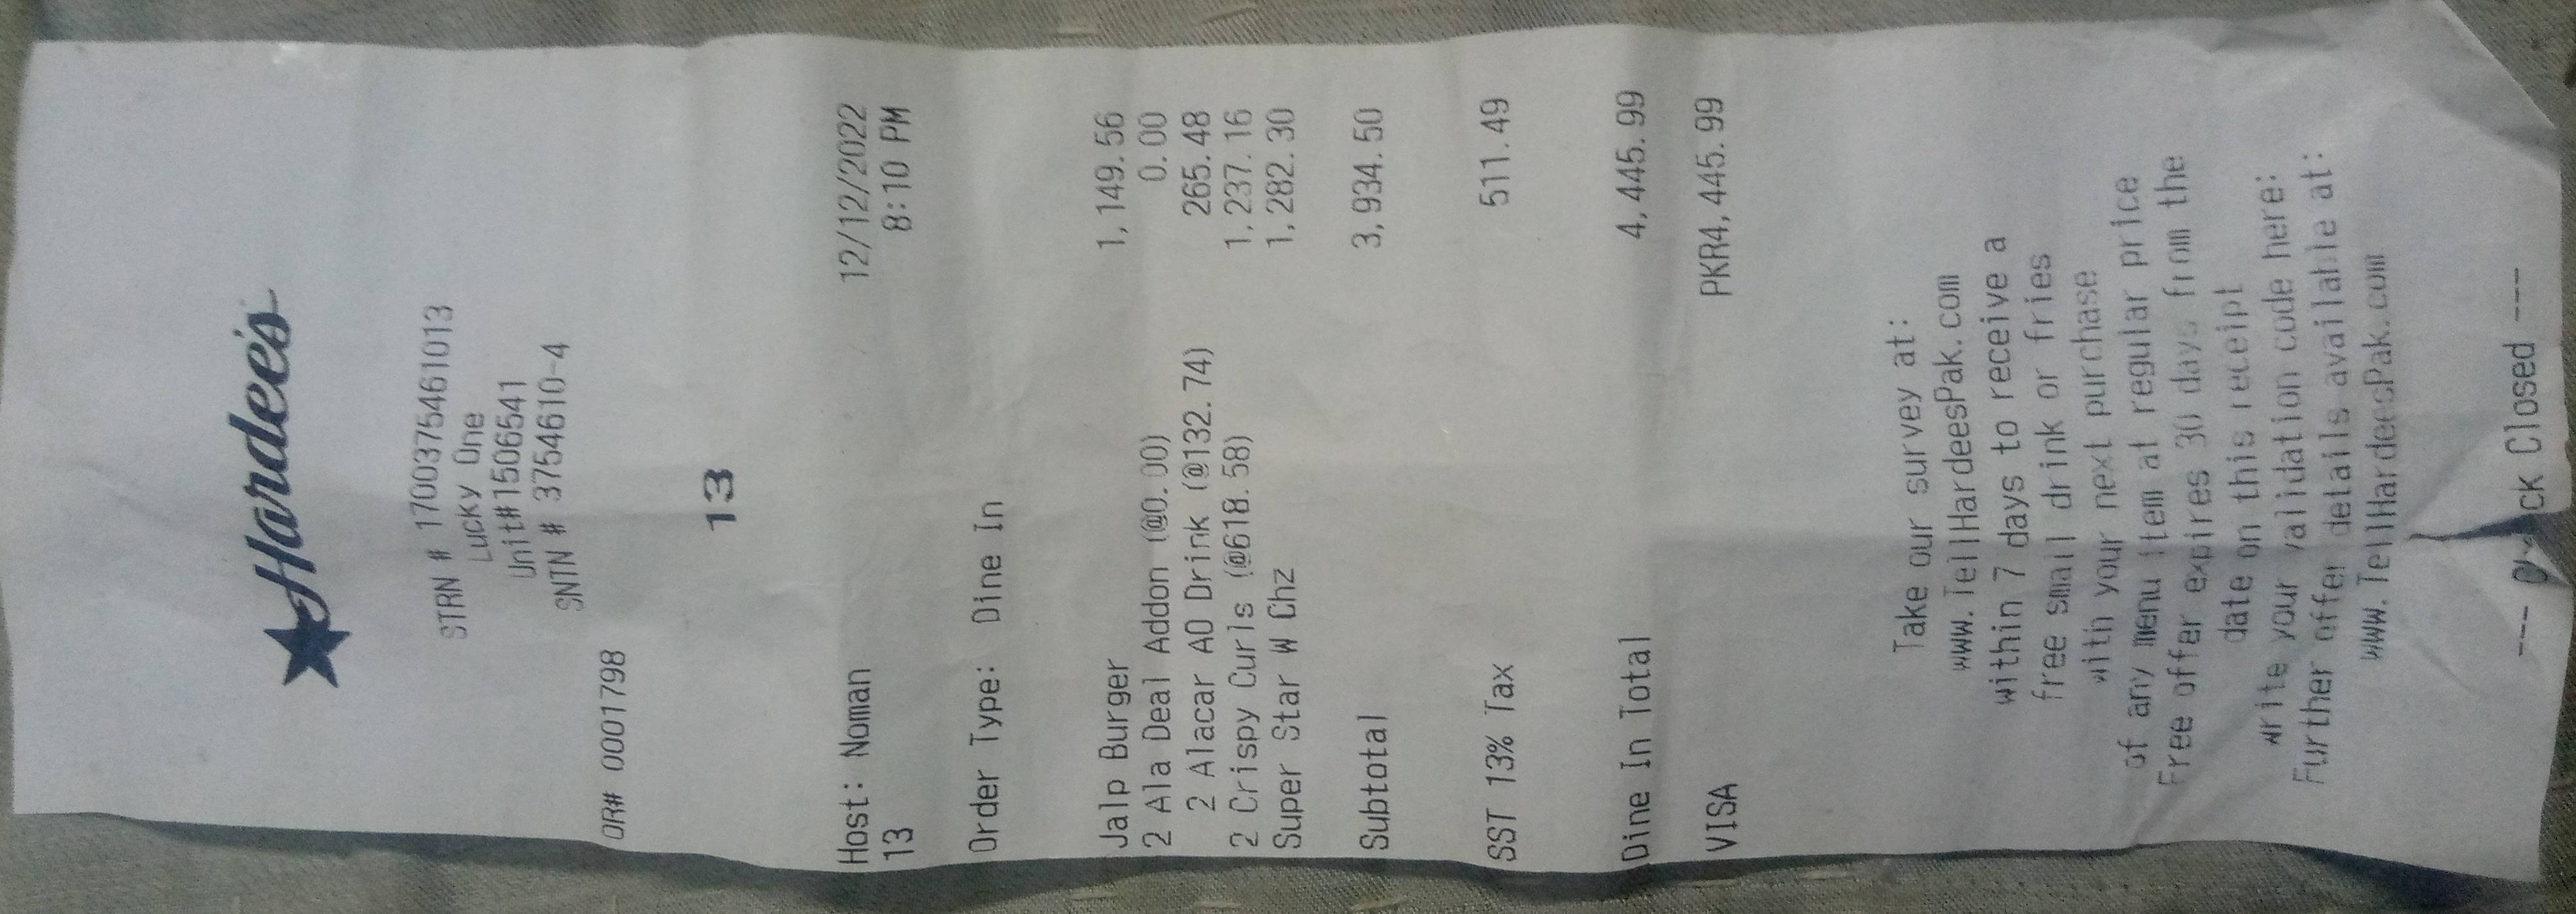 Hardee's
STRN # 1700375461013
Lucky One
Unit#1506541
SNTN # 3754610-4
OR# 0001798
13
Host: Noman 12/12/2022
13 8:10 PM
Order Type: Dine In
Jalp Burger 1,149.56
2 Ala Deal Addon (@0.00) 0.00
2 Alacar AO Drink (@132.74) 265.48
2 Crispy Curls (@618.58) 1,237.16
Super Star W Chz 1,282.30
Subtotal 3,934.50
SST 13% Tax 511.49
Dine In Total 4,445.99
VISA PKR4,445.99
Take our survey at:
www.TellHardeesPak.com
within 7 days to receive a
free small drink or fries
with your next purchase
of any menu item at regular price
Free offer expires 30 days from the
date on this receipt
Write your validation code here:
Further offer details available at:
www.TellHardeesPak.com
--- Closed ---